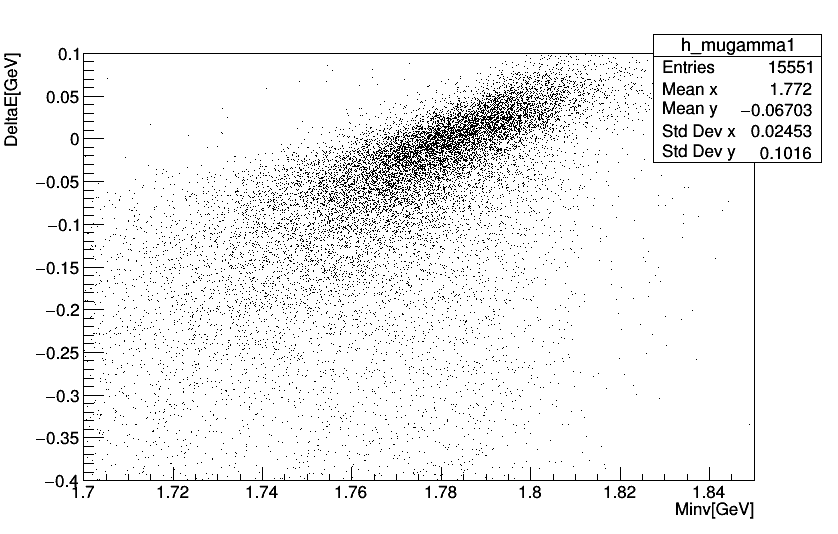 h_mugamma1
Entries 15551
Mean x 1.772
Mean y −0.06703
Std Dev x 0.02453
Std Dev y 0.1016
DeltaE[GeV]
0.1
0.05
0
−0.05
−0.1
−0.15
−0.2
−0.25
−0.3
−0.35
−0.4
1.7 1.72 1.74 1.76 1.78 1.8 1.82 1.84
Minv[GeV]